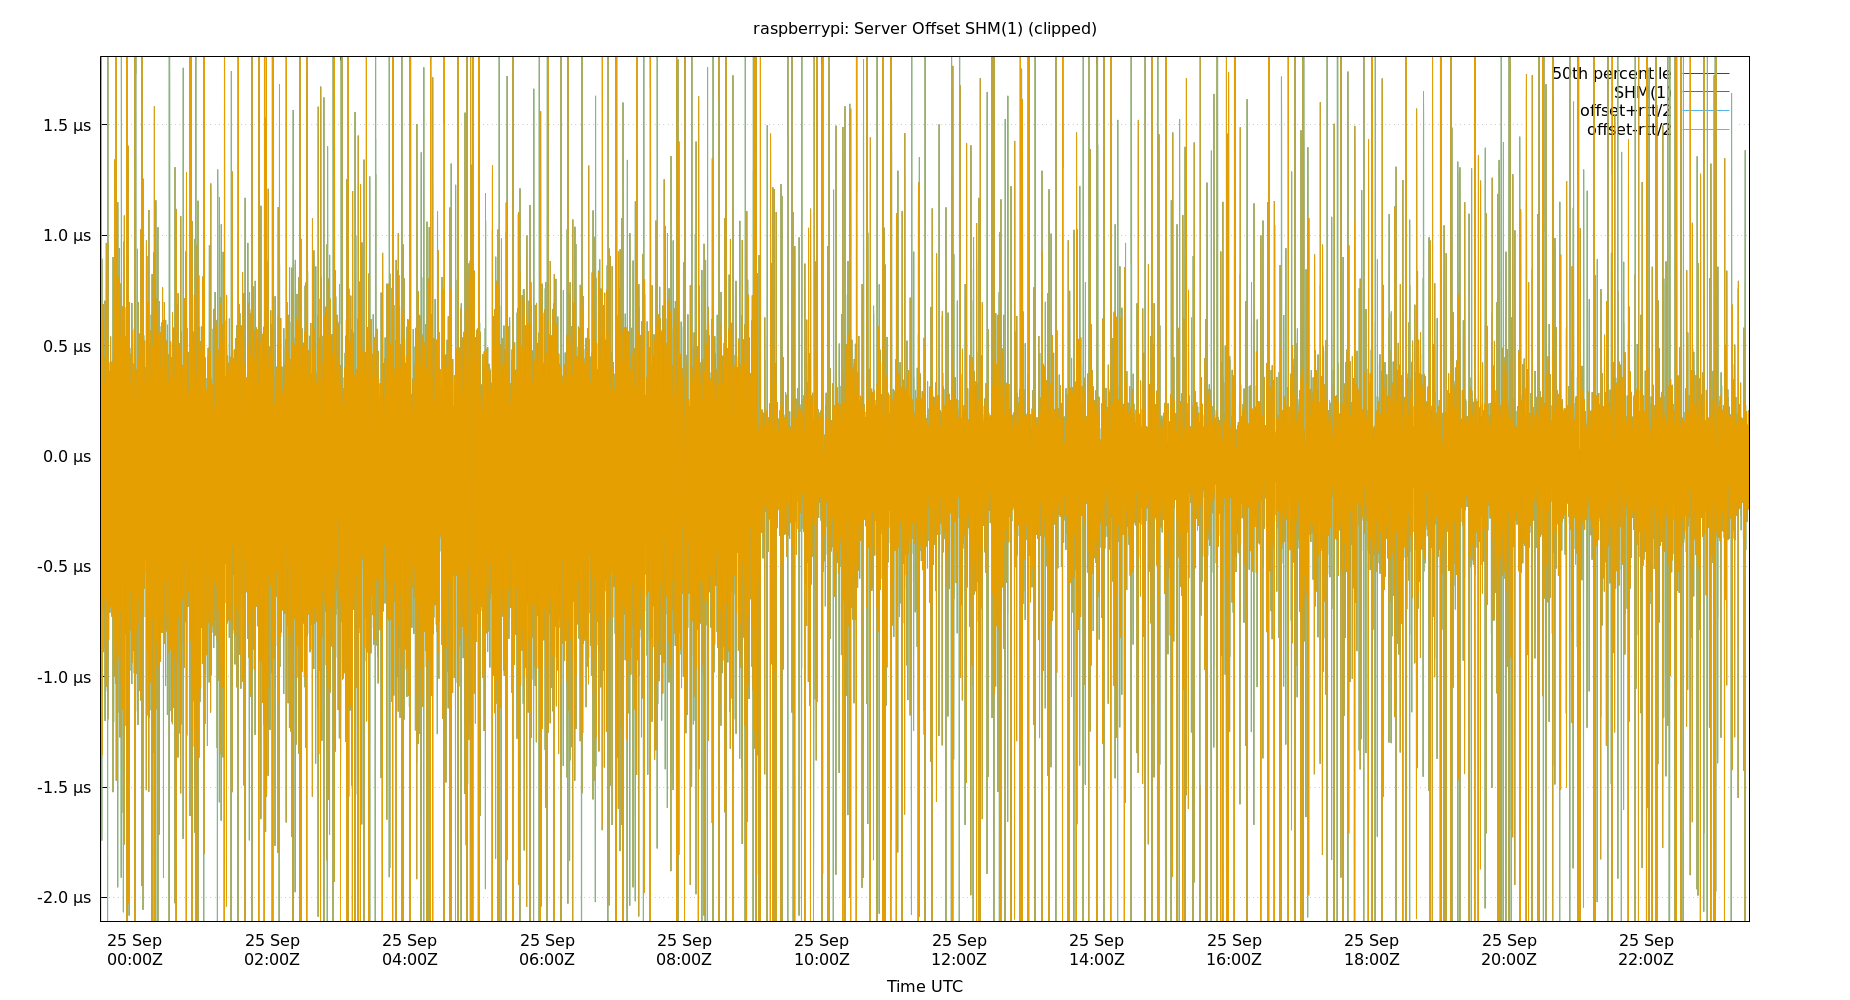 raspberrypi: Server Offset SHM(1) (clipped)
50th percentile
SHM(1)
offset+rtt/2
offset-rtt/2
1.5 µs
1.0 µs
0.5 µs
0.0 µs
-0.5 µs
-1.0 µs
-1.5 µs
-2.0 µs
25 Sep 25 Sep 25 Sep 25 Sep 25 Sep 25 Sep 25 Sep 25 Sep 25 Sep 25 Sep 25 Sep 25 Sep
00:00Z 02:00Z 04:00Z 06:00Z 08:00Z 10:00Z 12:00Z 14:00Z 16:00Z 18:00Z 20:00Z 22:00Z
Time UTC